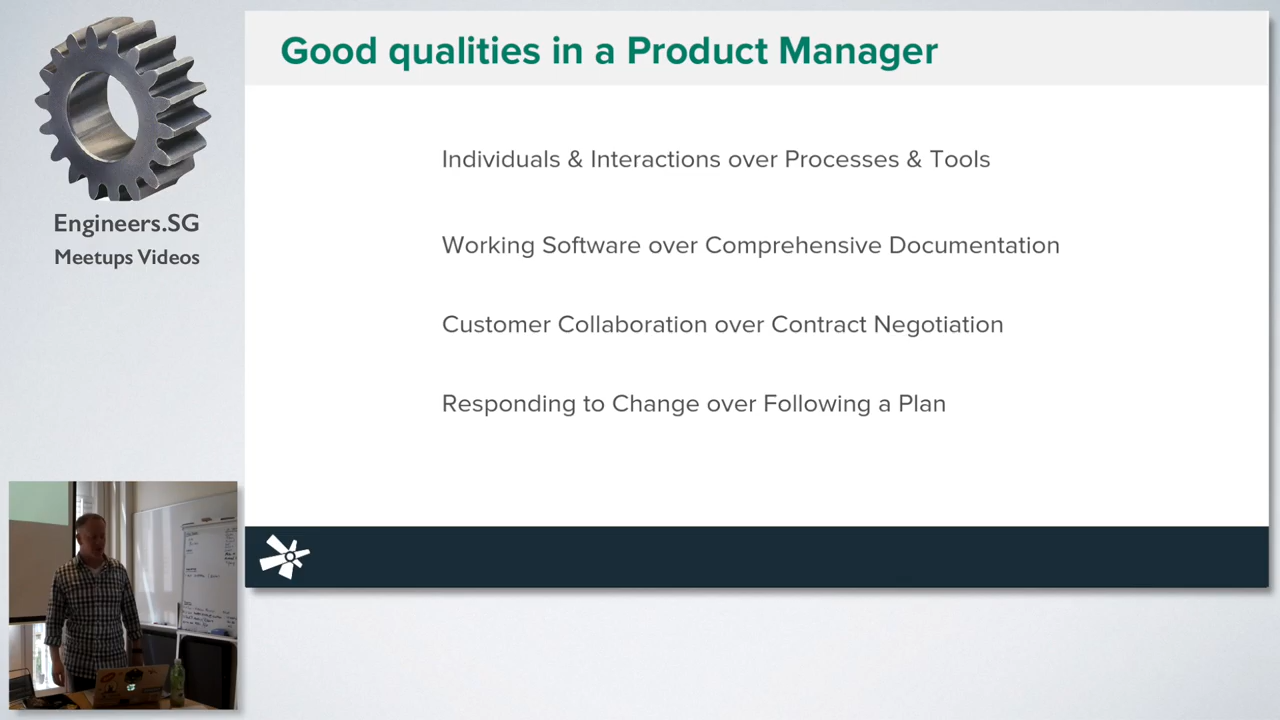 Good qualities in a Product Manager
Individuals & Interactions over Processes & Tools
Working Software over Comprehensive Documentation
Customer Collaboration over Contract Negotiation
Responding to Change over Following a Plan
Engineers.SG
Meetups Videos